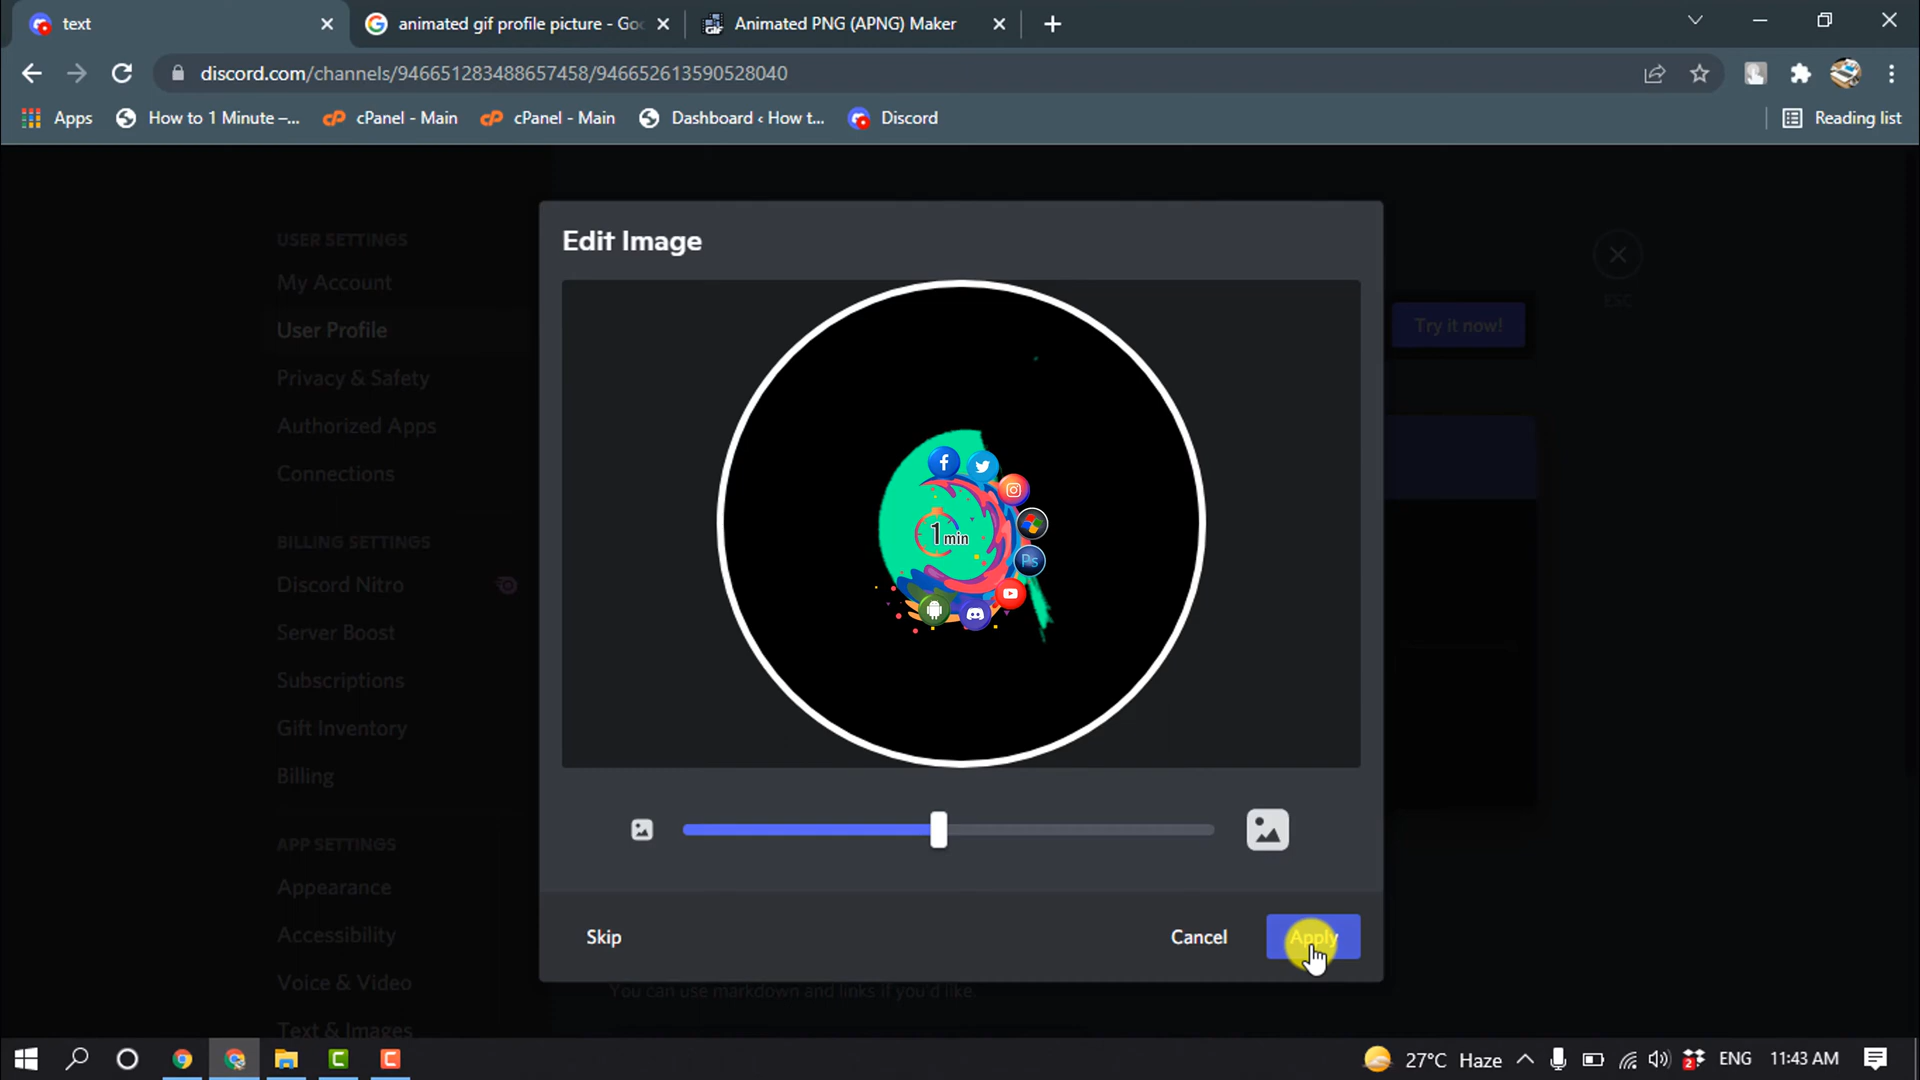 text
animated gif profile picture - Goo
Animated PNG (APNG) Maker
discord.com/channels/946651283488657458/946652613590528040
Apps
How to 1 Minute –...
cPanel - Main
cPanel - Main
Dashboard ‹ How t...
Discord
Reading list
Edit Image
USER SETTINGS
My Account
User Profile
Privacy & Safety
Authorized Apps
Connections
BILLING SETTINGS
Discord Nitro
Server Boost
Subscriptions
Gift Inventory
Billing
APP SETTINGS
Appearance
Accessibility
Voice & Video
Text & Images
ESC
Try it now!
1 min
Ps
Skip
Cancel
Apply
You can use markdown and links if you'd like.
27°C Haze
ENG
11:43 AM